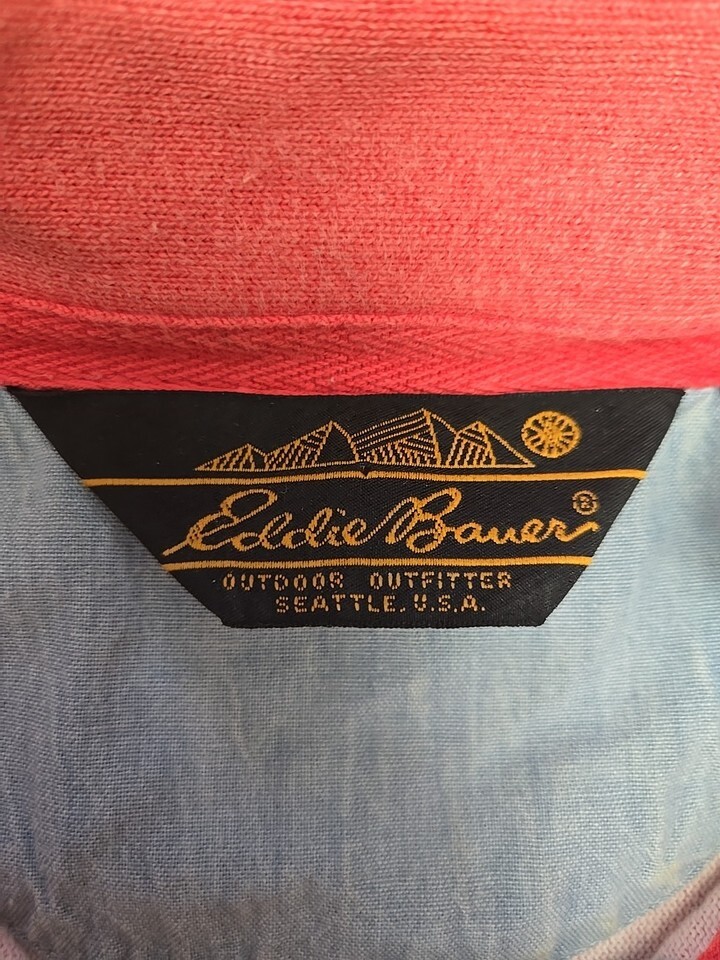 Eddie Bauer®
OUTDOOR OUTFITTER
SEATTLE, U.S.A.